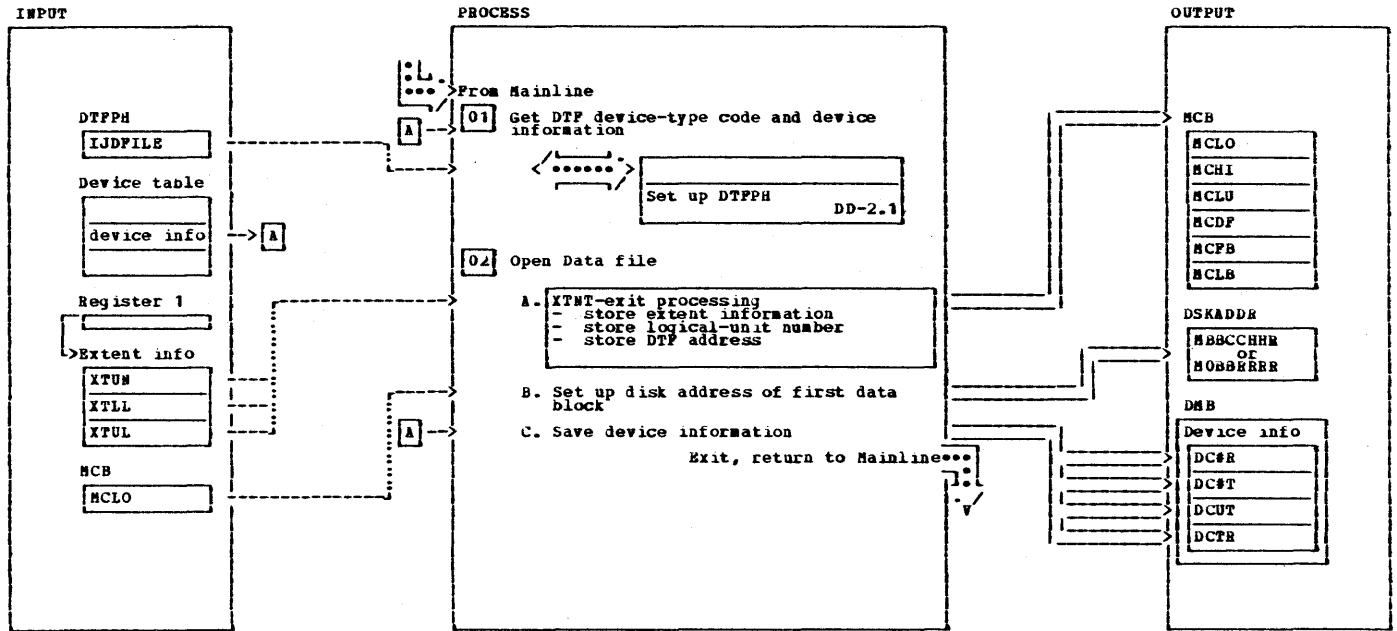 INPUT
PROCESS
OUTPUT
DTFPH
IJDFILE
Device table
device info
A
Register 1
Extent info
XTUN
XTLL
XTUL
MCB
MCLO
From Mainline
A
01 Get DTF device-type code and device
information
Set up DTFPH
DD-2.1
02 Open Data file
A. XTNT-exit processing
- store extent information
- store logical-unit number
- store DTF address
B. Set up disk address of first data
block
A
C. Save device information
Exit, return to Mainline
MCB
MCLO
MCHI
MCLU
MCDF
MCFB
MCLB
DSKADDR
MBBCCHHR
or
M0BBRRRR
DMB
Device info
DC#R
DC#T
DCUT
DCTR